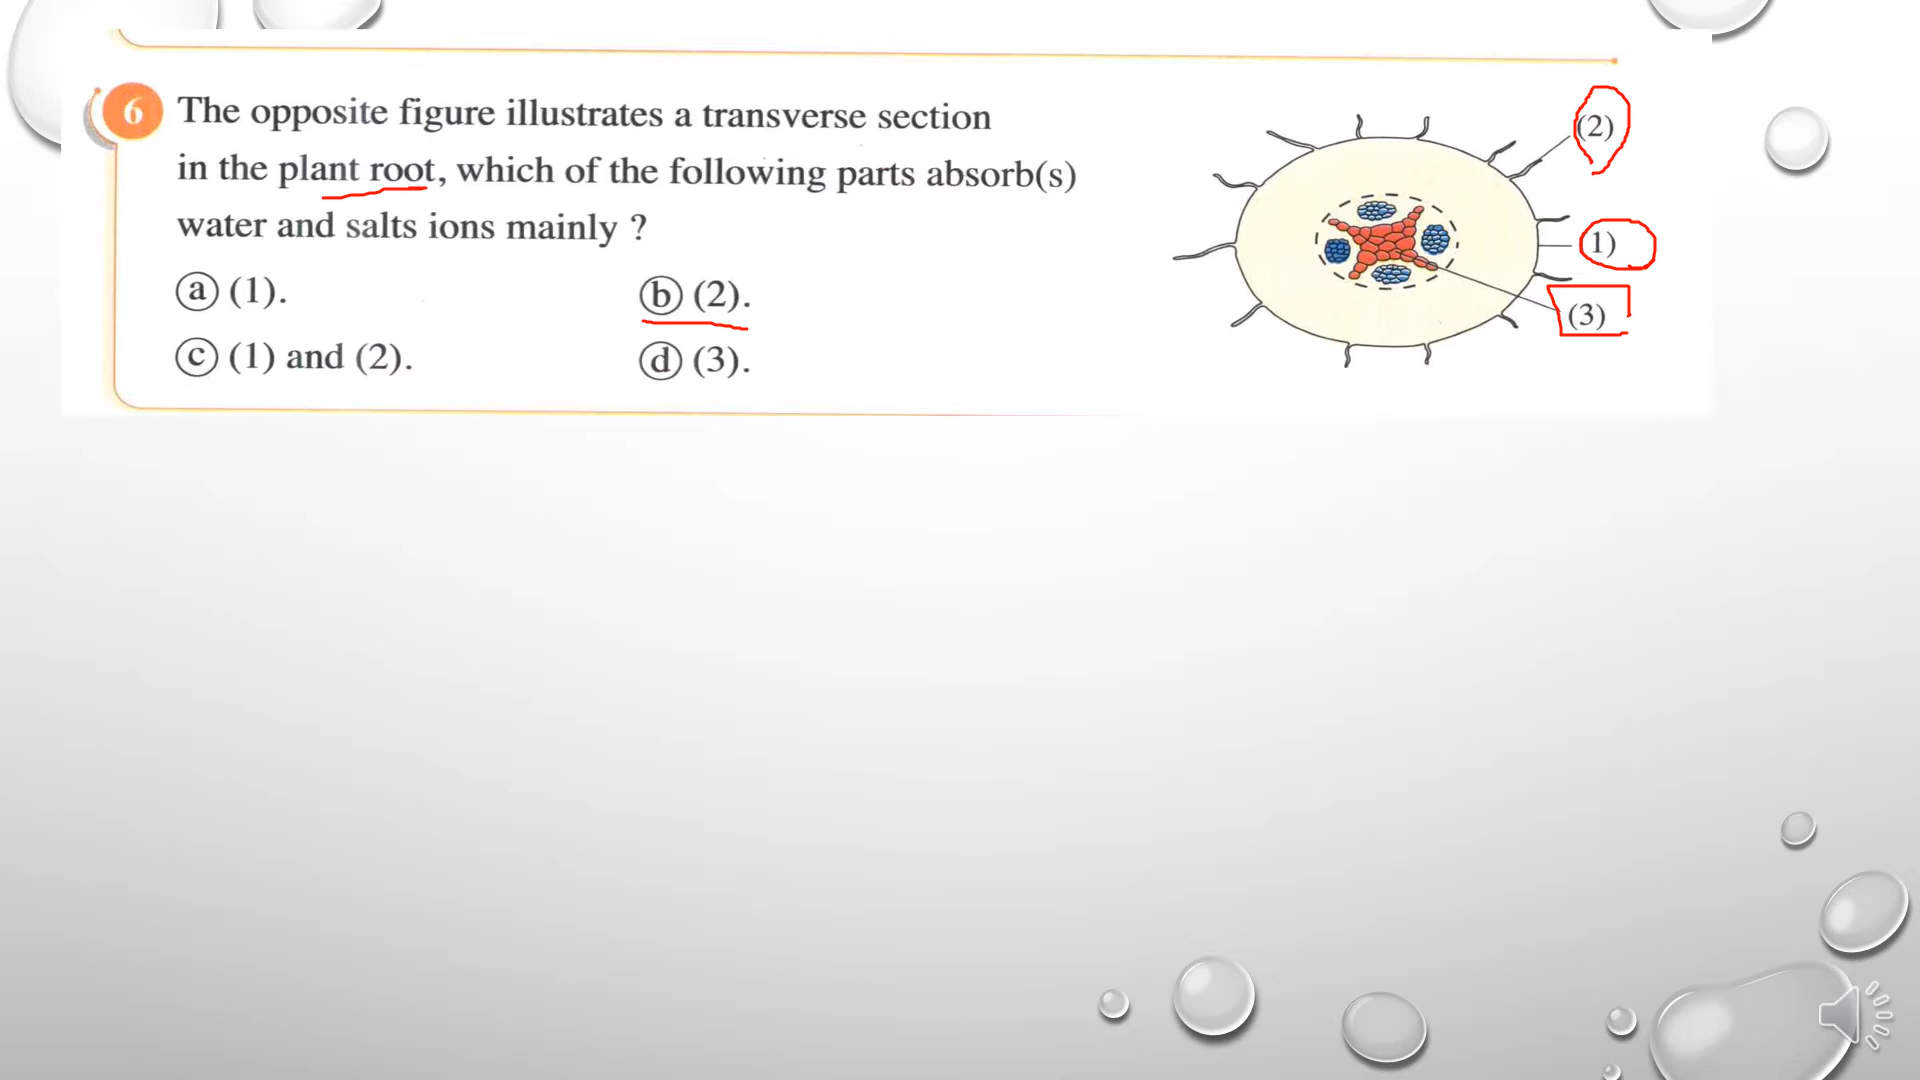 6 The opposite figure illustrates a transverse section
in the plant root, which of the following parts absorb(s)
water and salts ions mainly ?
a (1).
b (2).
c (1) and (2).
d (3).
(2)
1)
(3)